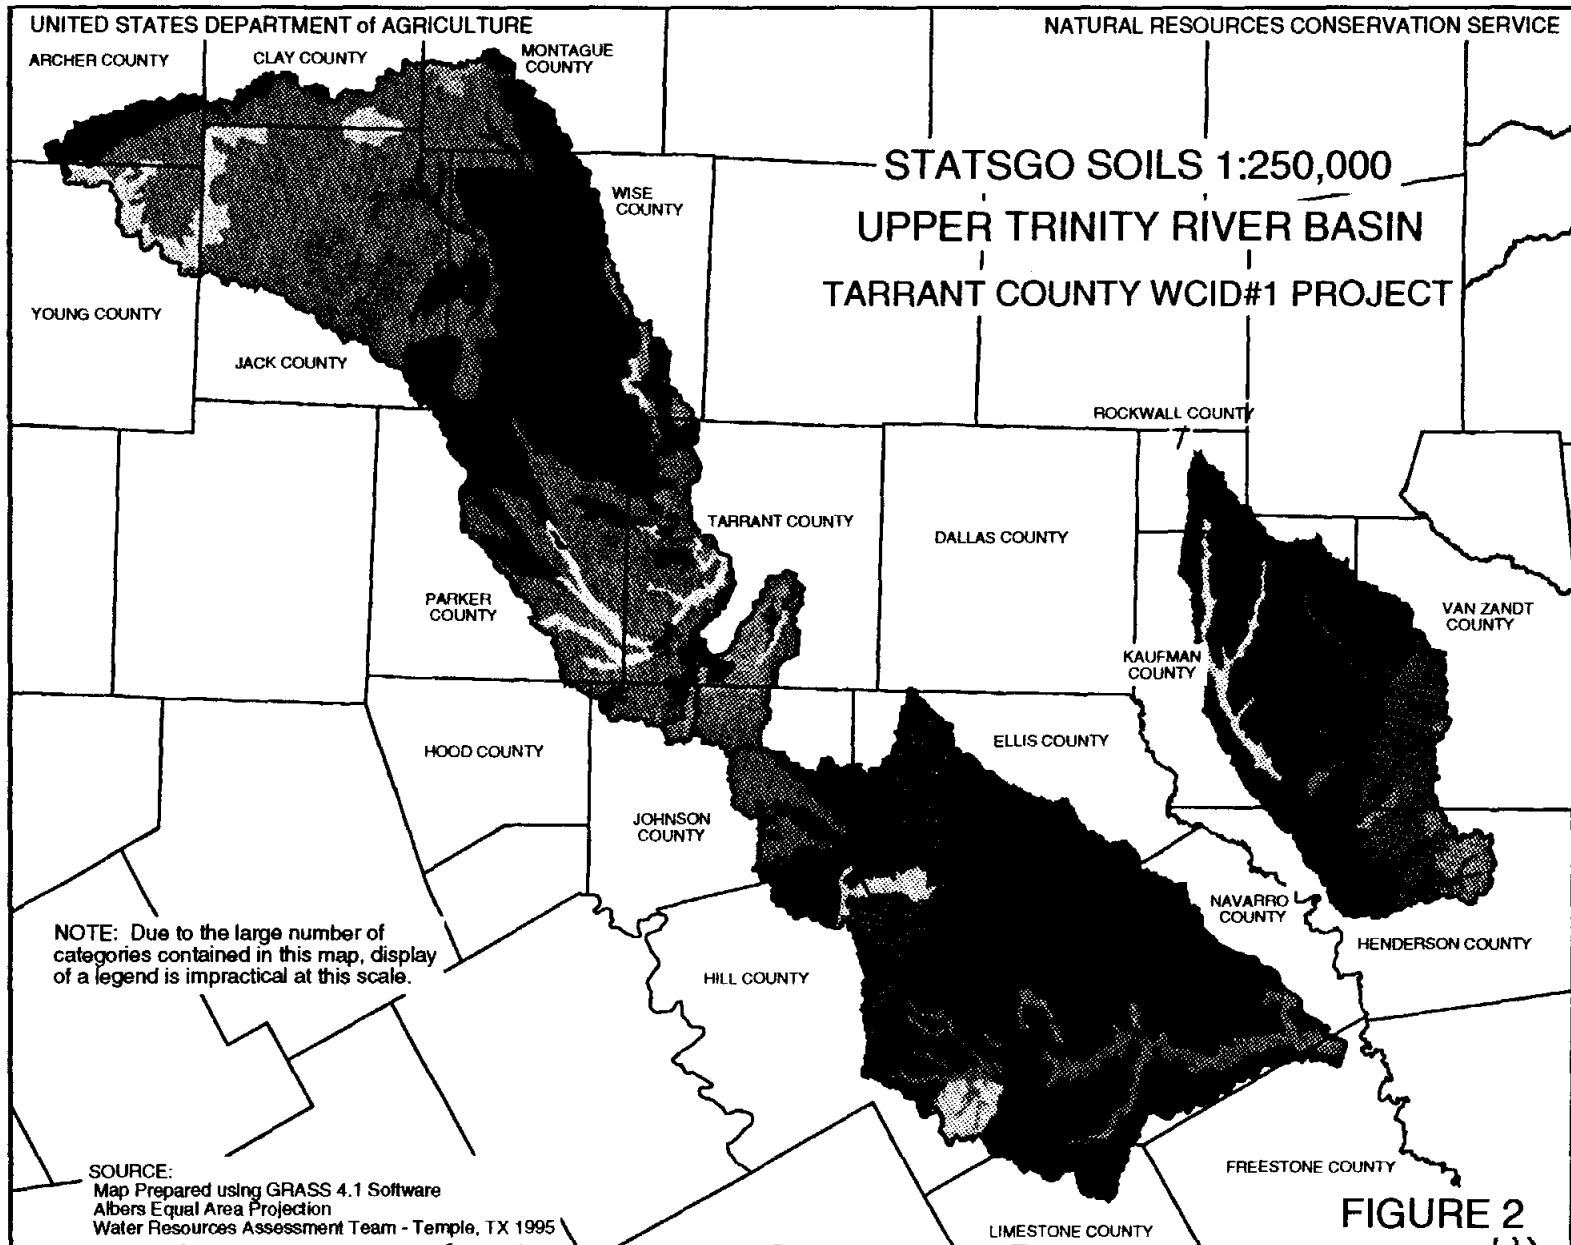 UNITED STATES DEPARTMENT of AGRICULTURE
NATURAL RESOURCES CONSERVATION SERVICE
ARCHER COUNTY
CLAY COUNTY
MONTAGUE
COUNTY
STATSGO SOILS 1:250,000
UPPER TRINITY RIVER BASIN
TARRANT COUNTY WCID#1 PROJECT
WISE
COUNTY
YOUNG COUNTY
JACK COUNTY
ROCKWALL COUNTY
TARRANT COUNTY
DALLAS COUNTY
PARKER
COUNTY
VAN ZANDT
COUNTY
KAUFMAN
COUNTY
HOOD COUNTY
ELLIS COUNTY
JOHNSON
COUNTY
NAVARRO
COUNTY
HENDERSON COUNTY
HILL COUNTY
NOTE: Due to the large number of
categories contained in this map, display
of a legend is impractical at this scale.
SOURCE:
Map Prepared using GRASS 4.1 Software
Albers Equal Area Projection
Water Resources Assessment Team - Temple, TX 1995
FREESTONE COUNTY
LIMESTONE COUNTY
FIGURE 2